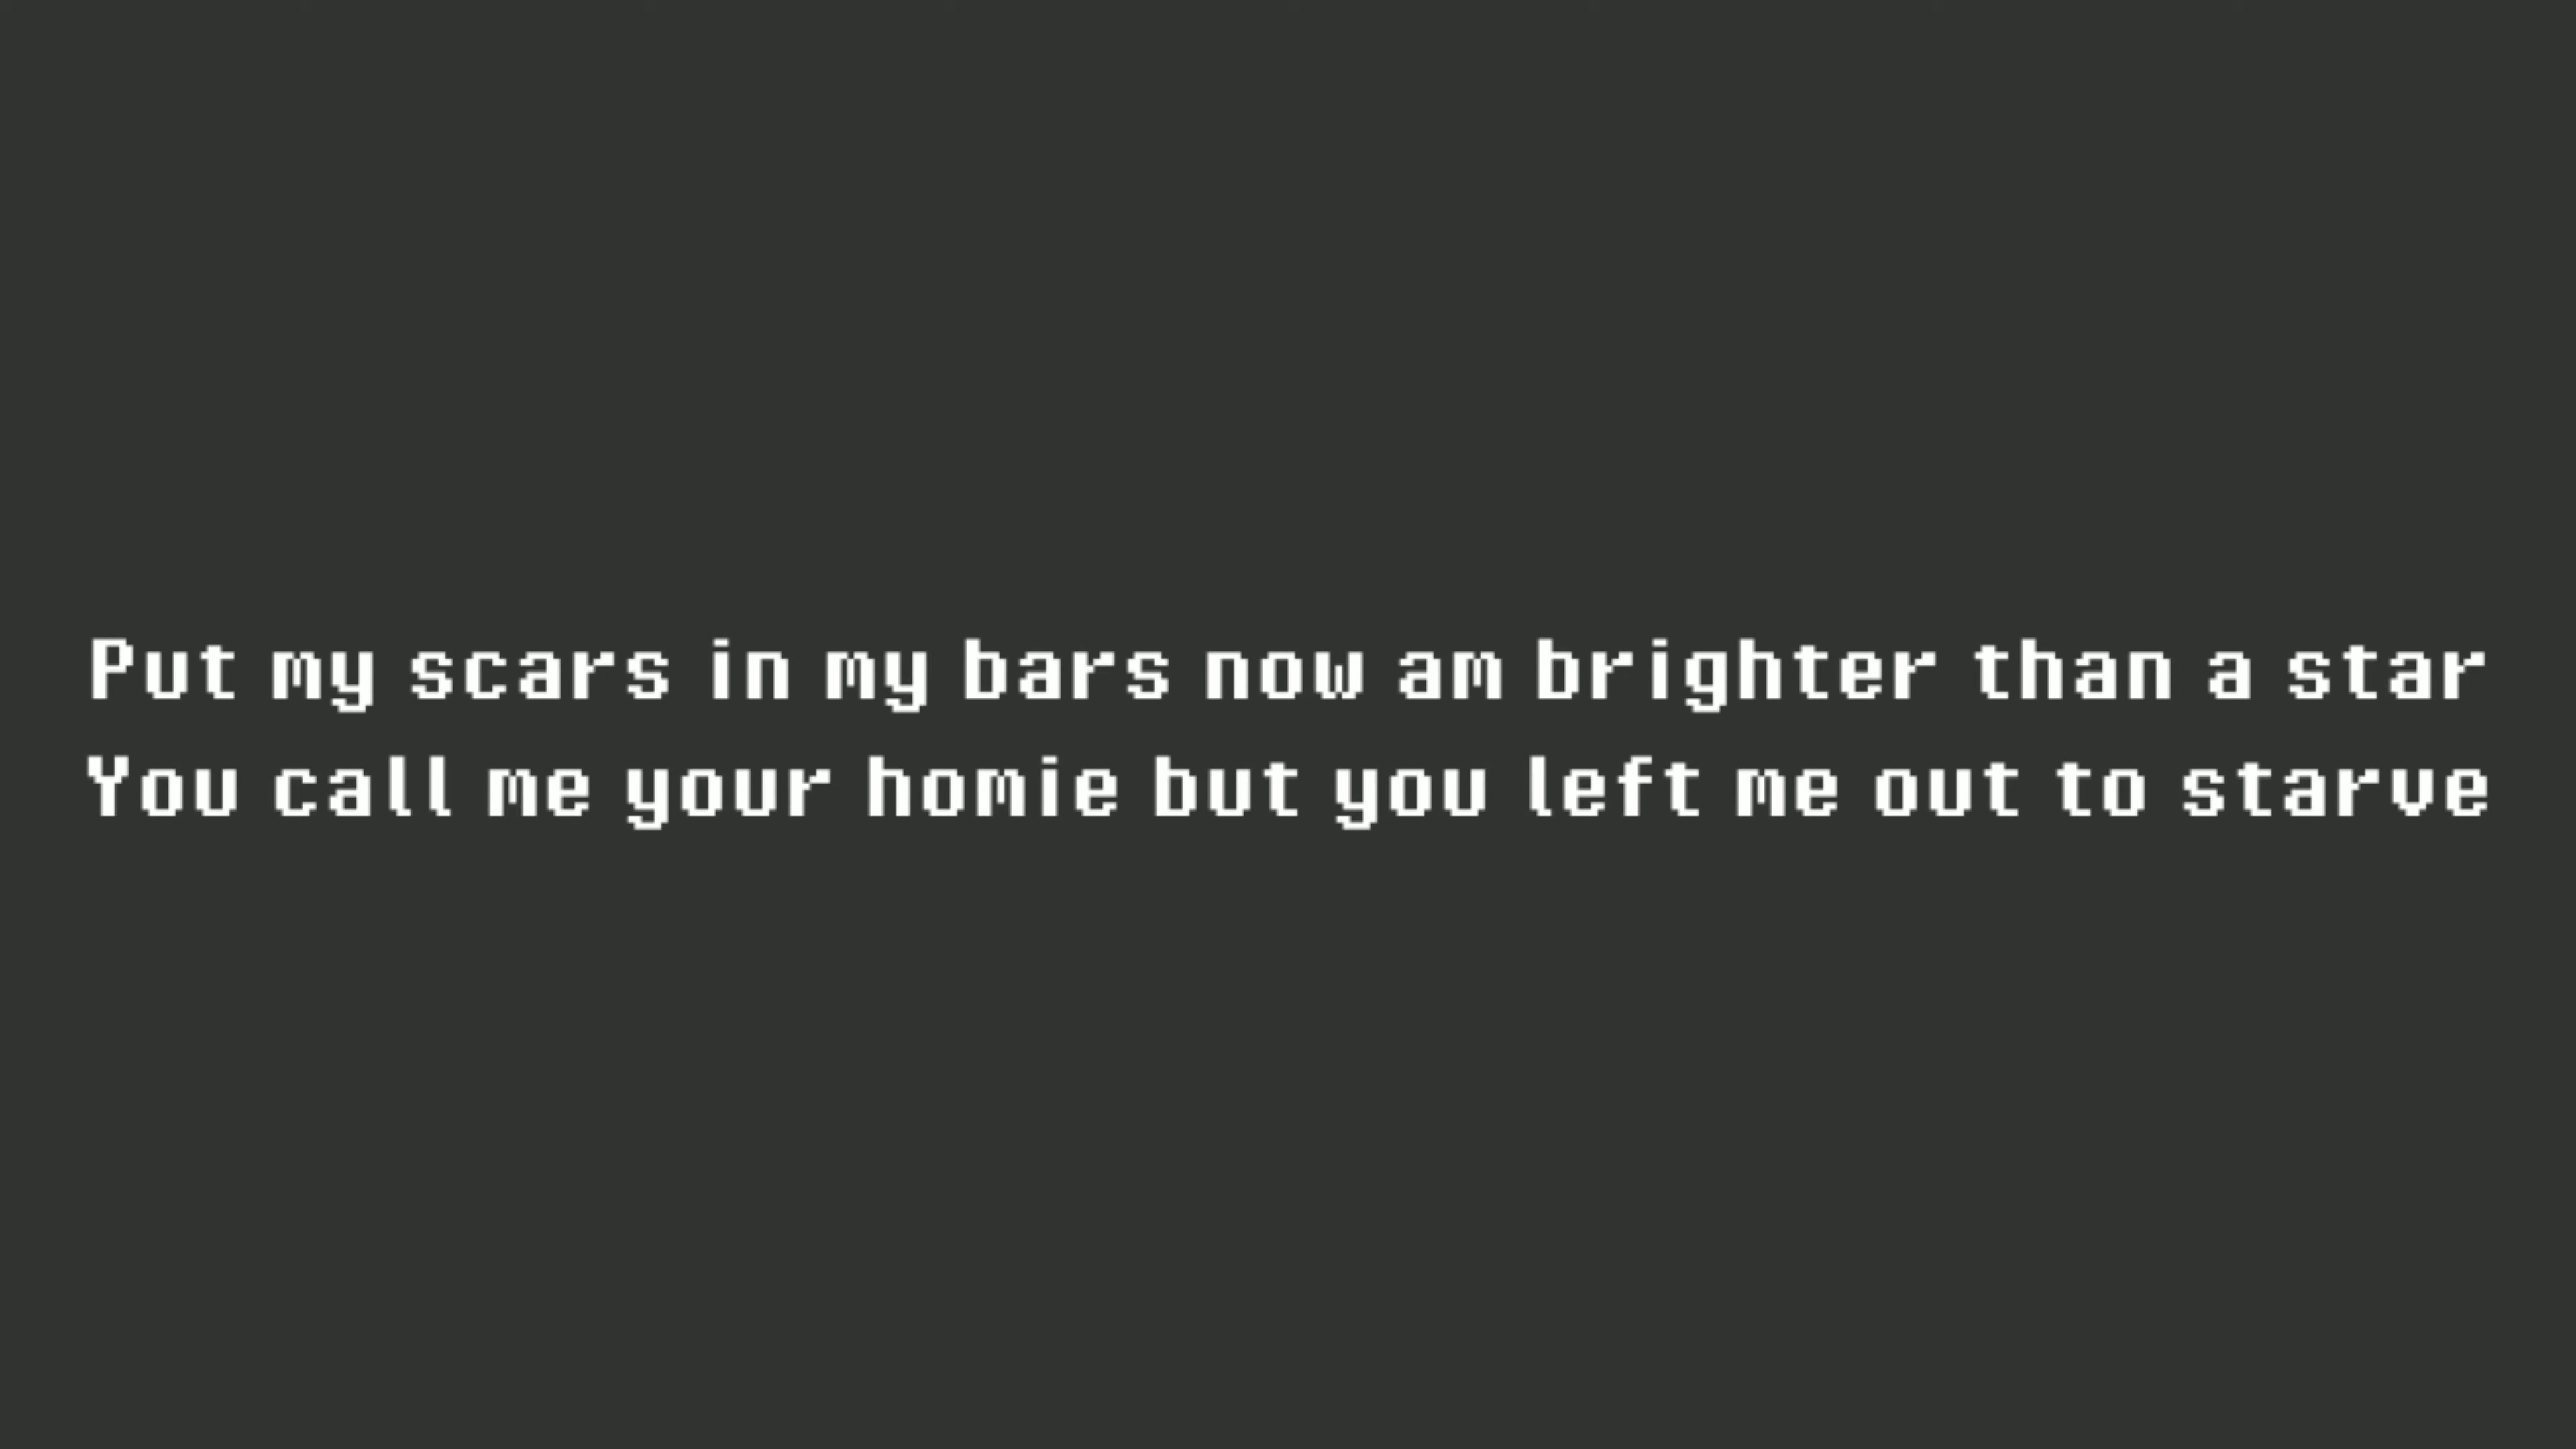 Put my scars in my bars now am brighter than a star
You call me your homie but you left me out to starve